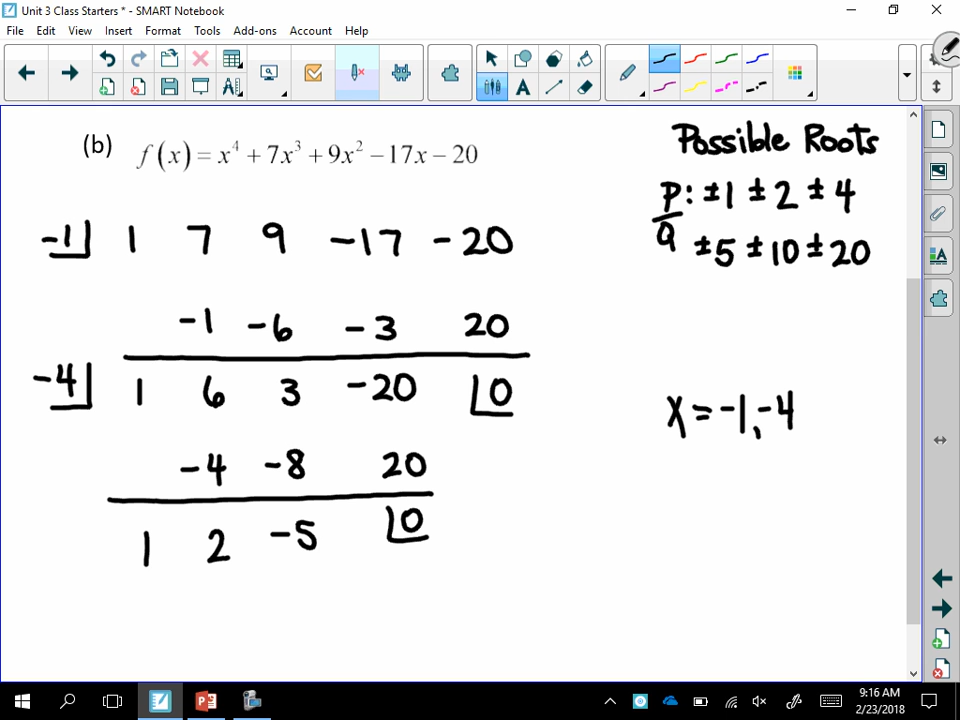 Unit 3 Class Starters * - SMART Notebook
File Edit View Insert Format Tools Add-ons Account Help
(b) f(x) = x⁴ + 7x³ + 9x² − 17x − 20
Possible Roots
P/Q : ±1 ±2 ±4
±5 ±10 ±20
-1 1 7 9 -17 -20
-1 -6 -3 20
-4 1 6 3 -20 0
x = -1, -4
-4 -8 20
1 2 -5 0
9:16 AM
2/23/2018